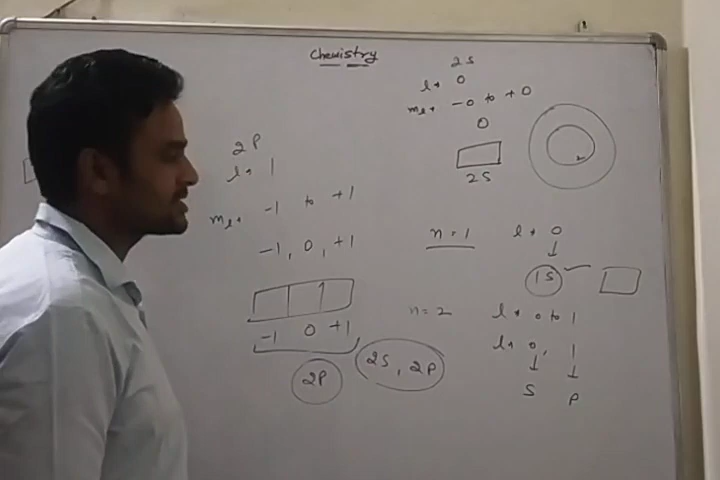 Chemistry
2S
l → 0
mₗ → -0 to +0
0
2S
2P
l → 1
mₗ → -1 to +1
-1, 0, +1
-1 0 +1
2P
2S, 2P
n = 1 l → 0
↓
1S
n = 2 l → 0 to 1
l → 0, 1
↓ ↓
S P